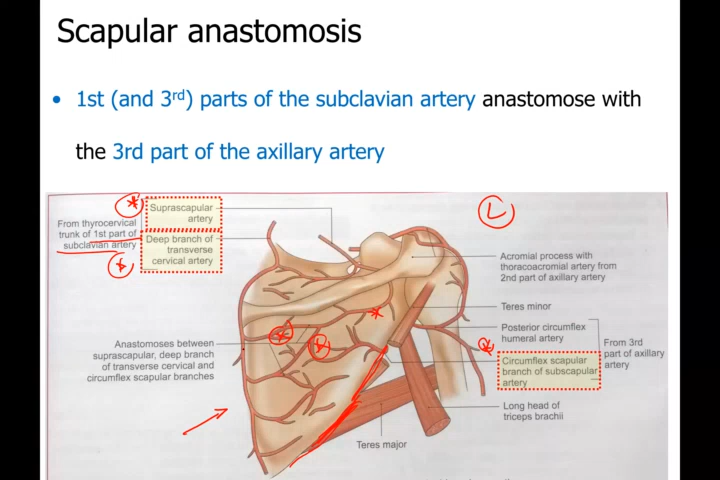 Scapular anastomosis
• 1st (and 3rd) parts of the subclavian artery anastomose with
the 3rd part of the axillary artery
Suprascapular
artery
From thyrocervical
trunk of 1st part of
subclavian artery
Deep branch of
transverse
cervical artery
L
Acromial process with
thoracoacromial artery from
2nd part of axillary artery
Teres minor
Posterior circumflex
humeral artery
From 3rd
part of axillary
artery
Circumflex scapular
branch of subscapular
artery
Anastomoses between
suprascapular, deep branch
of transverse cervical and
circumflex scapular branches
Long head of
triceps brachii
Teres major